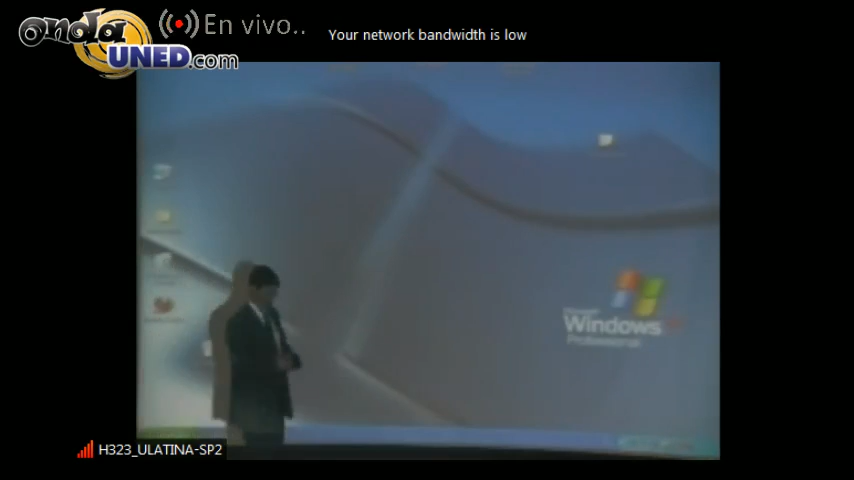 onda
UNED.com
En vivo..
Your network bandwidth is low
Windows
Professional
H323_ULATINA-SP2